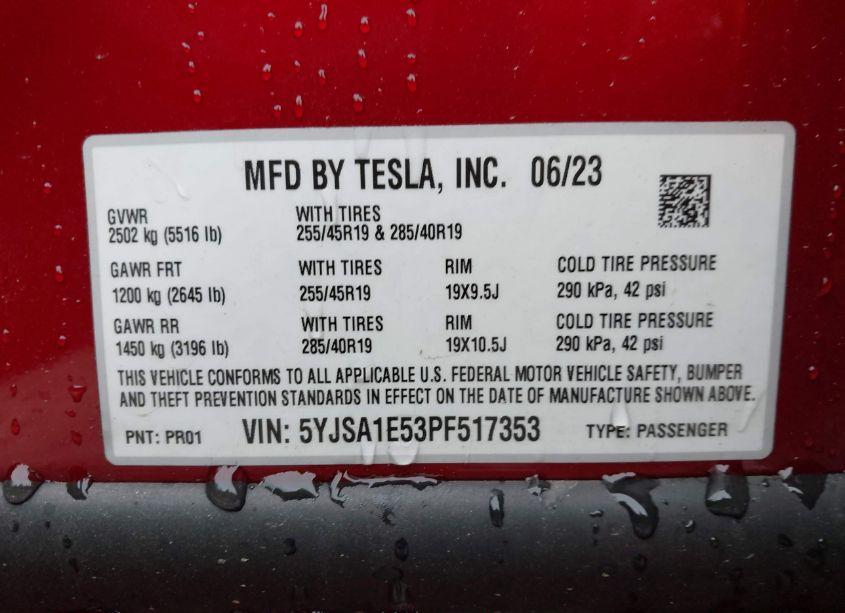 MFD BY TESLA, INC. 06/23
GVWR WITH TIRES
2502 kg (5516 lb) 255/45R19 & 285/40R19
GAWR FRT WITH TIRES RIM COLD TIRE PRESSURE
1200 kg (2645 lb) 255/45R19 19X9.5J 290 kPa, 42 psi
GAWR RR WITH TIRES RIM COLD TIRE PRESSURE
1450 kg (3196 lb) 285/40R19 19X10.5J 290 kPa, 42 psi
THIS VEHICLE CONFORMS TO ALL APPLICABLE U.S. FEDERAL MOTOR VEHICLE SAFETY, BUMPER
AND THEFT PREVENTION STANDARDS IN EFFECT ON THE DATE OF MANUFACTURE SHOWN ABOVE.
PNT: PR01 VIN: 5YJSA1E53PF517353 TYPE: PASSENGER